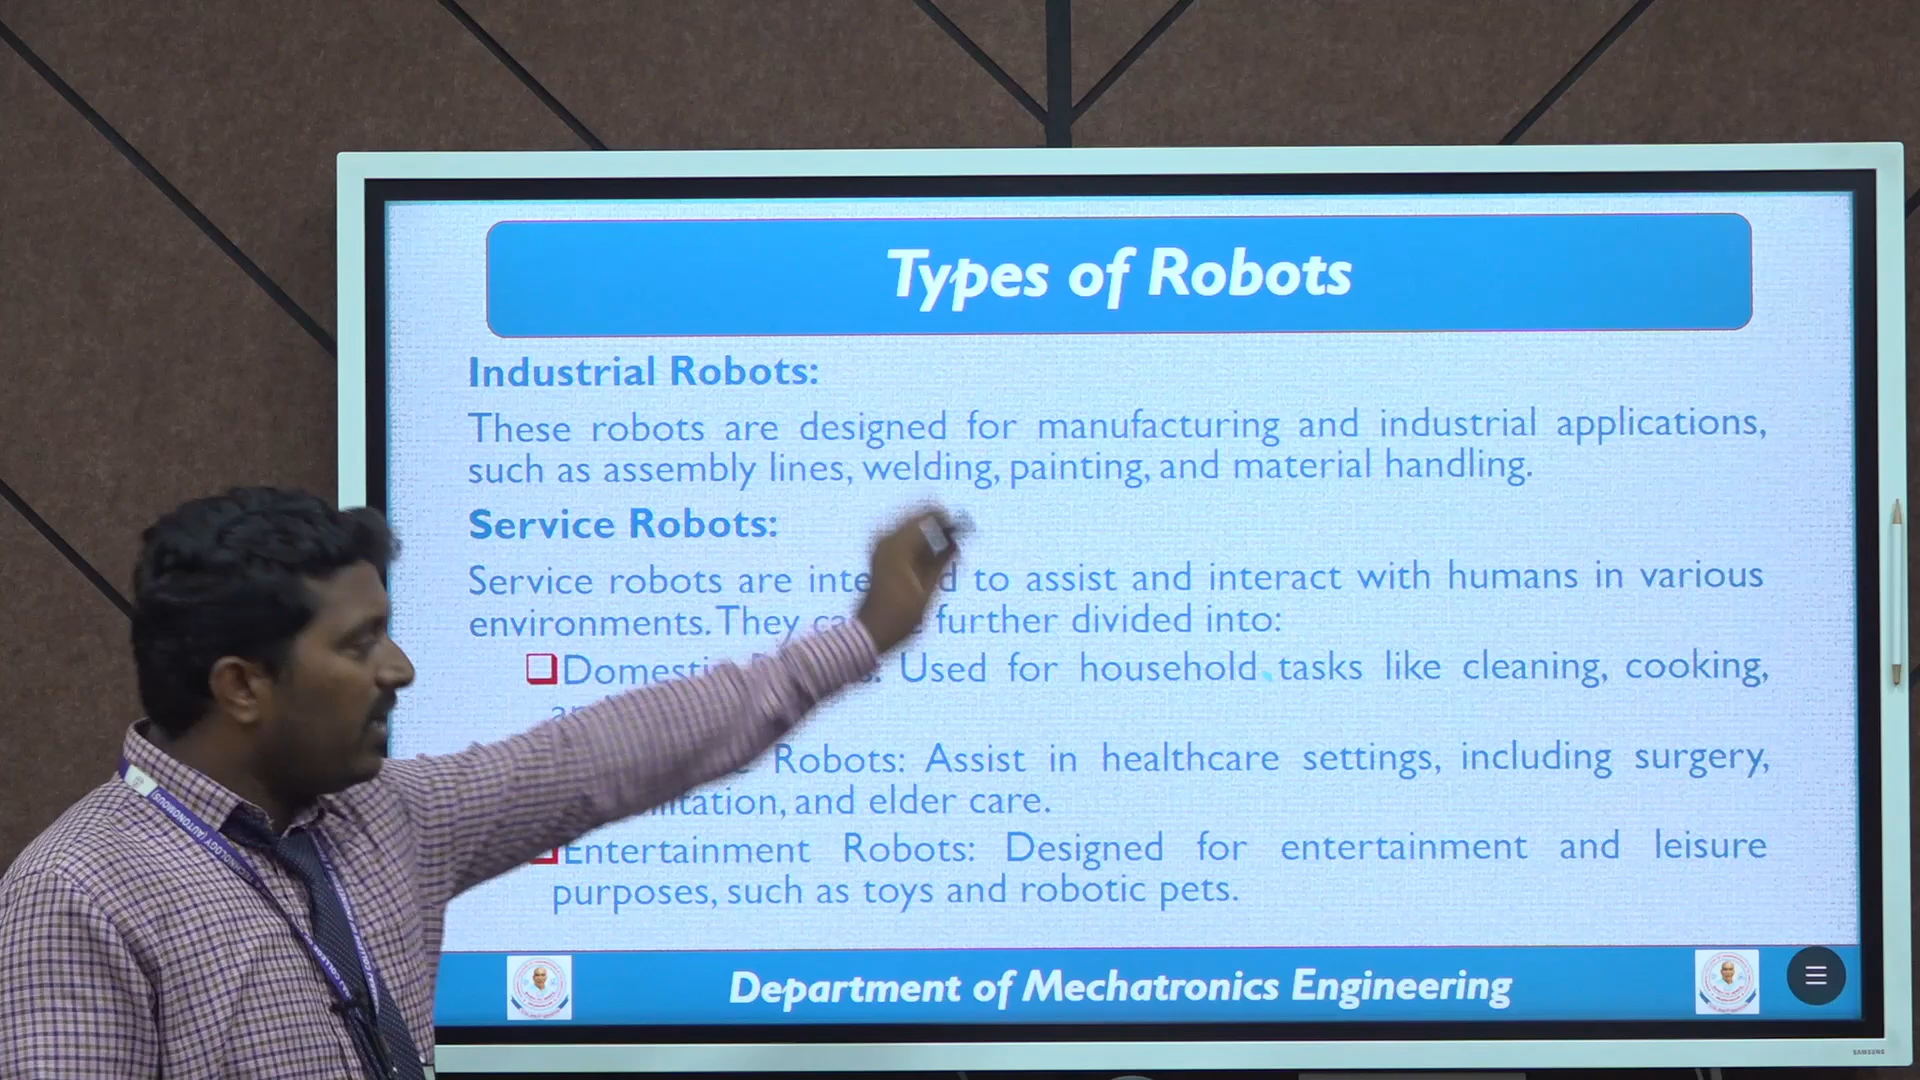 Types of Robots
Industrial Robots:
These robots are designed for manufacturing and industrial applications,
such as assembly lines, welding, painting, and material handling.
Service Robots:
Service robots are to assist and interact with humans in various
environments. They further divided into:
Used for household tasks like cleaning, cooking,
Robots: Assist in healthcare settings, including surgery,
and elder care.
Entertainment Robots: Designed for entertainment and leisure
purposes, such as toys and robotic pets.
Department of Mechatronics Engineering
SAMSUNG
(AUTONOMOUS)